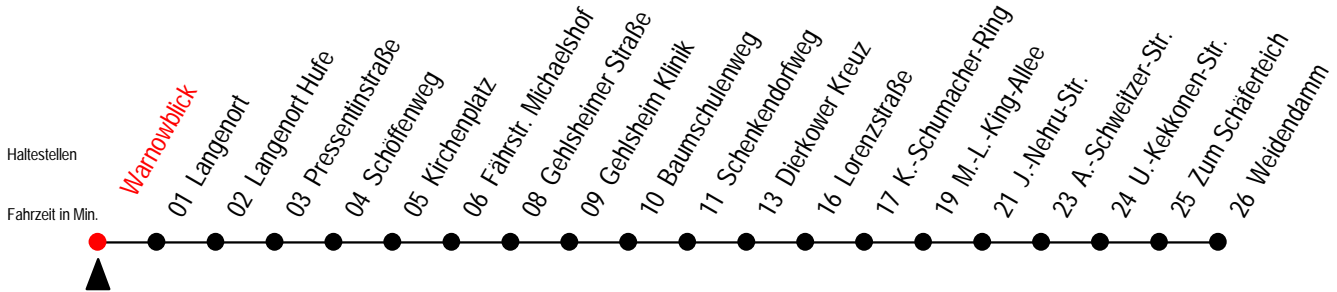 Haltestellen
Fahrzeit in Min.
Warnowblick
01 Langenort
02 Langenort Hufe
03 Pressentinstraße
04 Schöffenweg
05 Kirchenplatz
06 Fährstr. Michaelshof
08 Gehlsheimer Straße
09 Gehlsheim Klinik
10 Baumschulenweg
11 Schenkendorfweg
13 Dierkower Kreuz
16 Lorenzstraße
17 K.-Schumacher-Ring
19 M.-L.-King-Allee
21 J.-Nehru-Str.
23 A.-Schweitzer-Str.
24 U.-Kekkonen-Str.
25 Zum Schäferteich
26 Weidendamm